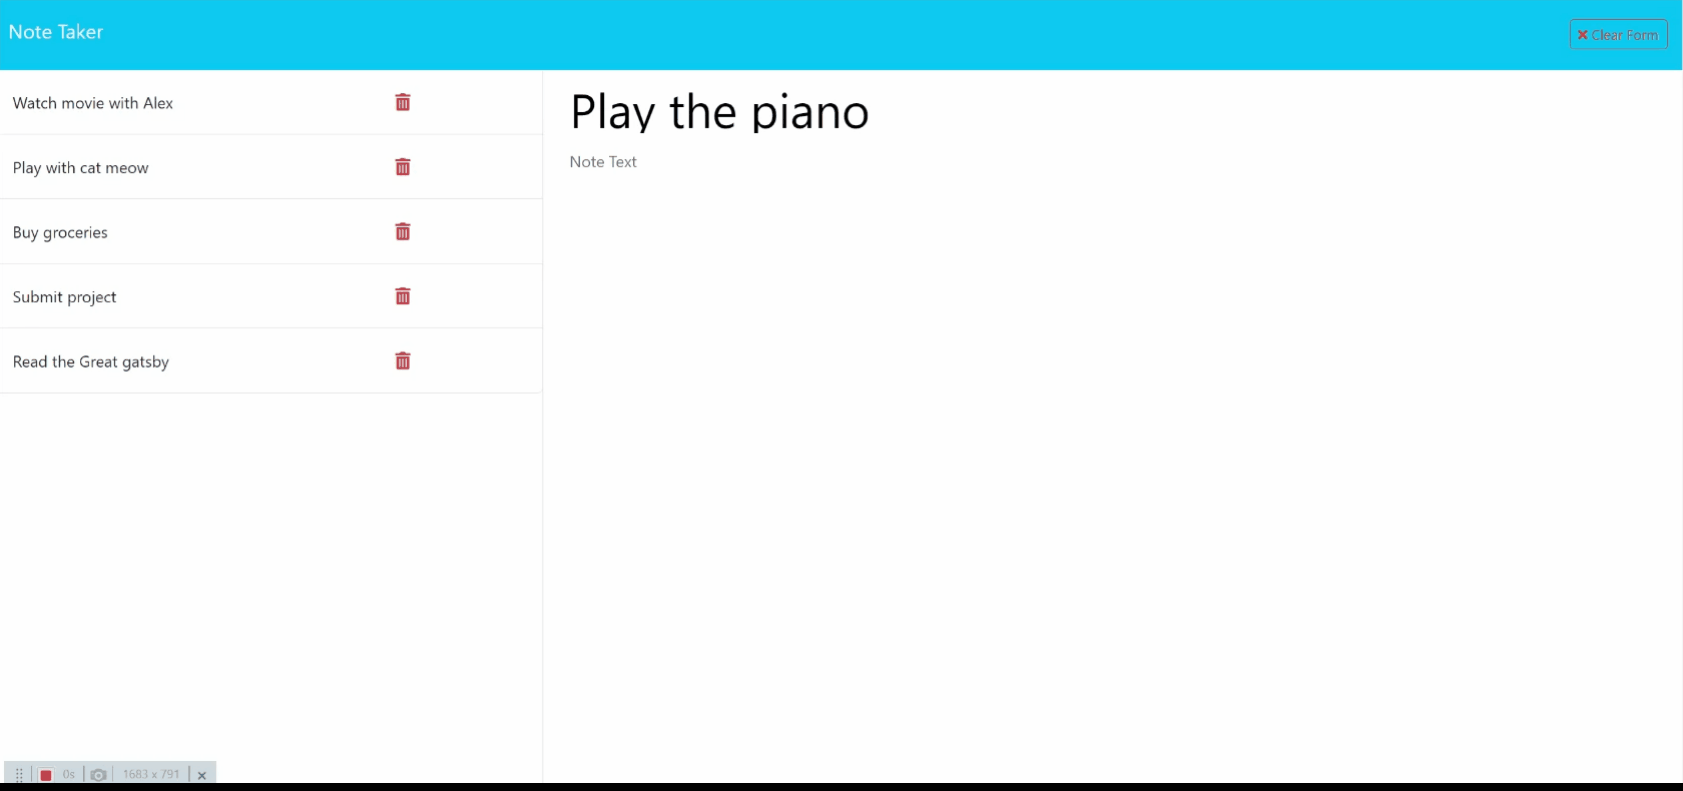 Note Taker
Clear Form
Watch movie with Alex
Play with cat meow
Buy groceries
Submit project
Read the Great gatsby
Play the piano
Note Text
0s
1683 x 791